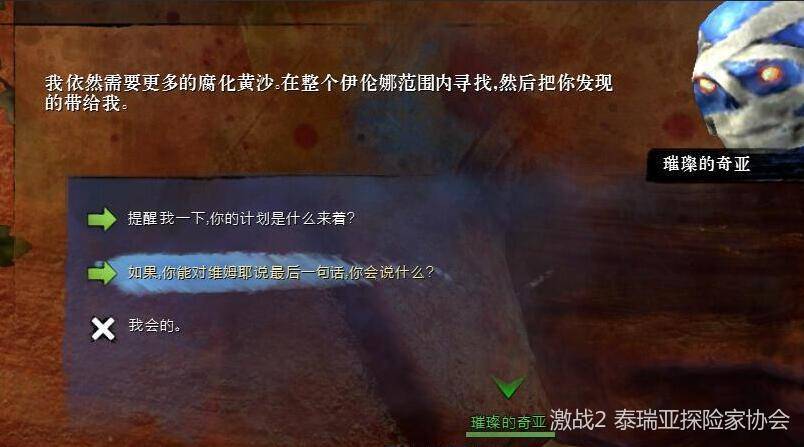 我依然需要更多的腐化黄沙。在整个伊伦娜范围内寻找,然后把你发现
的带给我。
璀璨的奇亚
提醒我一下,你的计划是什么来着?
如果,你能对维姆耶说最后一句话,你会说什么?
我会的。
璀璨的奇亚
激战2 泰瑞亚探险家协会